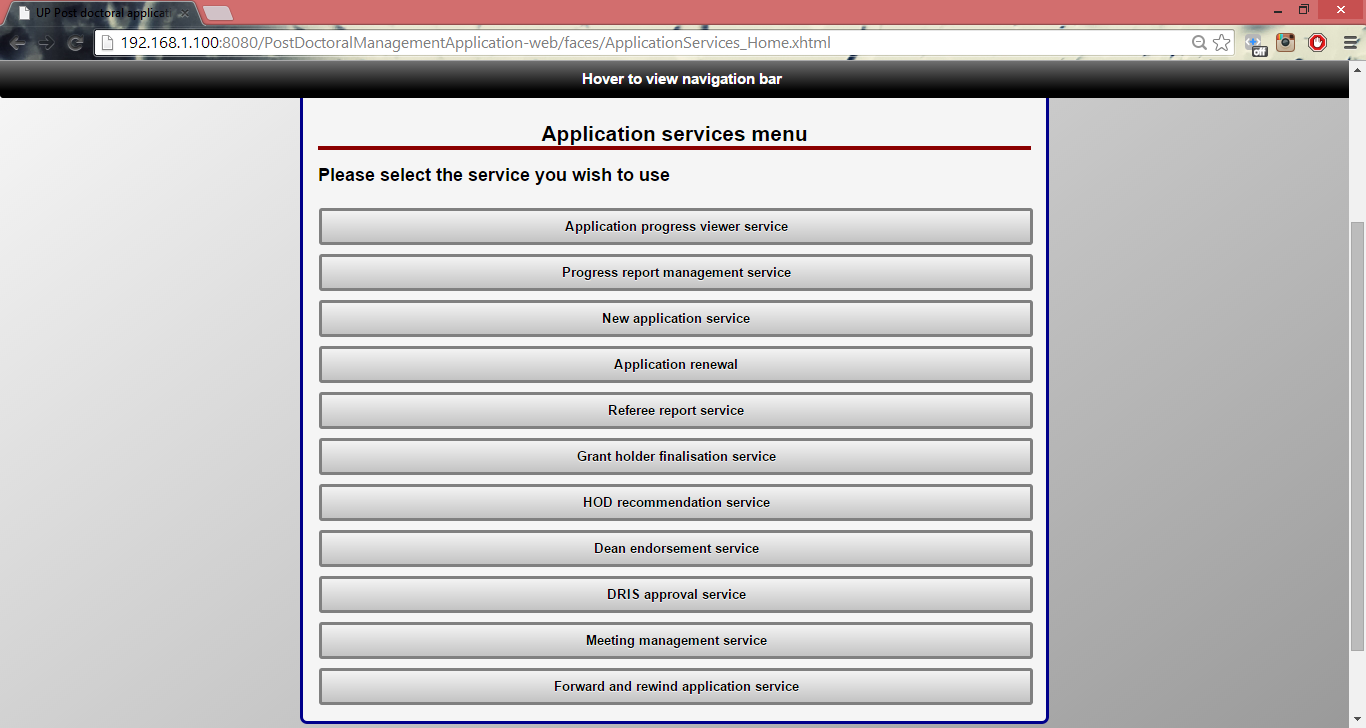 UP Post doctoral applicati
192.168.1.100:8080/PostDoctoralManagementApplication-web/faces/ApplicationServices_Home.xhtml
off
Hover to view navigation bar
Application services menu
Please select the service you wish to use
Application progress viewer service
Progress report management service
New application service
Application renewal
Referee report service
Grant holder finalisation service
HOD recommendation service
Dean endorsement service
DRIS approval service
Meeting management service
Forward and rewind application service